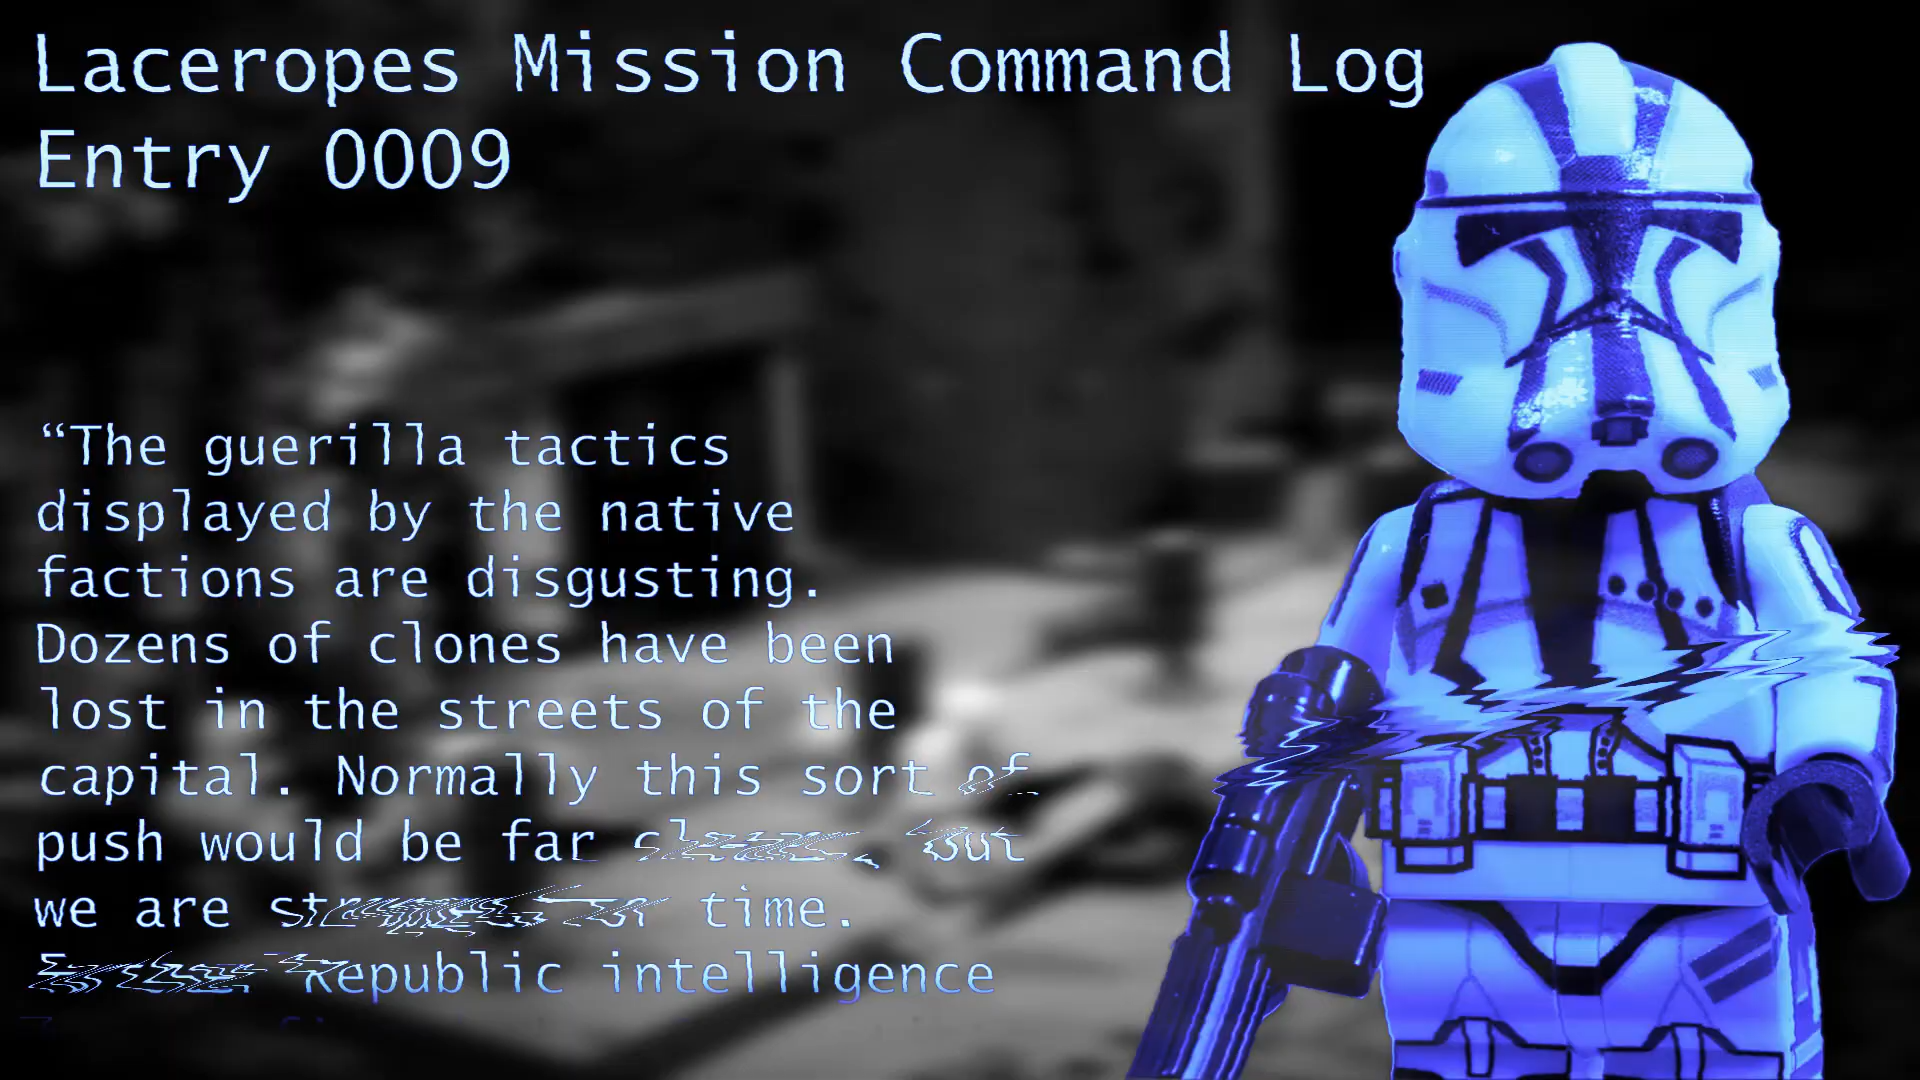 Laceropes Mission Command Log
Entry 0009
“The guerilla tactics
displayed by the native
factions are disgusting.
Dozens of clones have been
lost in the streets of the
capital. Normally this sort of
push would be far but
we are time.
Republic intelligence